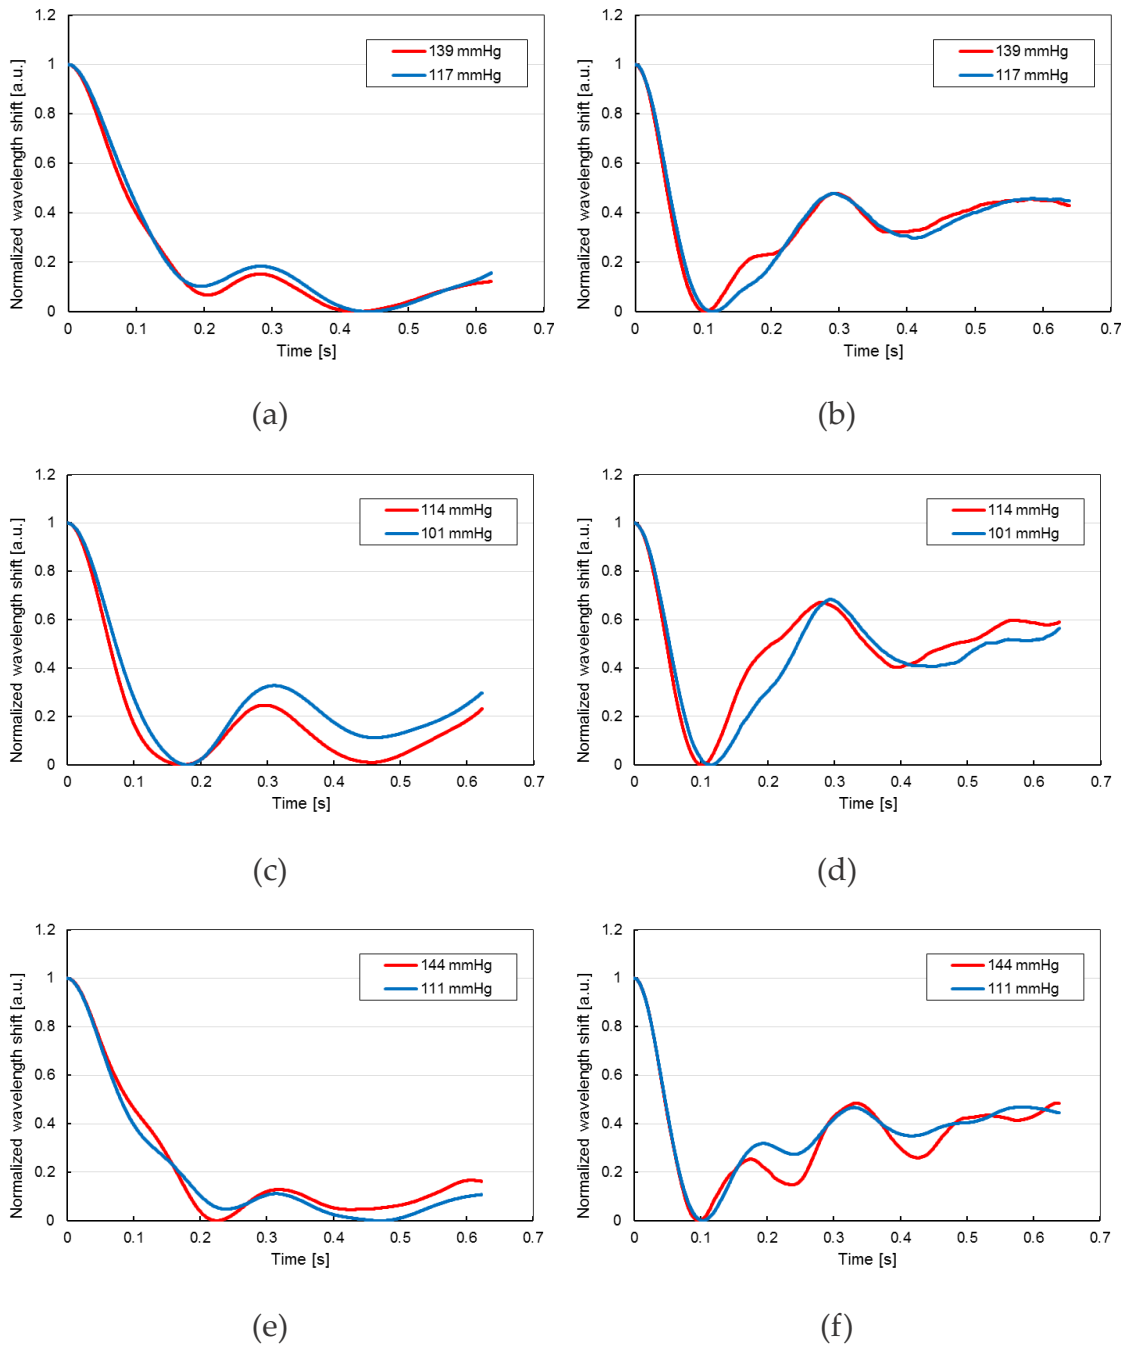 1.2
1
0.8
0.6
0.4
0.2
0
Normalized wavelength shift [a.u.]
139 mmHg
117 mmHg
0 0.1 0.2 0.3 0.4 0.5 0.6 0.7
Time [s]
(a)
1.2
1
0.8
0.6
0.4
0.2
0
Normalized wavelength shift [a.u.]
139 mmHg
117 mmHg
0 0.1 0.2 0.3 0.4 0.5 0.6 0.7
Time [s]
(b)
1.2
1
0.8
0.6
0.4
0.2
0
Normalized wavelength shift [a.u.]
114 mmHg
101 mmHg
0 0.1 0.2 0.3 0.4 0.5 0.6 0.7
Time [s]
(c)
1.2
1
0.8
0.6
0.4
0.2
0
Normalized wavelength shift [a.u.]
114 mmHg
101 mmHg
0 0.1 0.2 0.3 0.4 0.5 0.6 0.7
Time [s]
(d)
1.2
1
0.8
0.6
0.4
0.2
0
Normalized wavelength shift [a.u.]
144 mmHg
111 mmHg
0 0.1 0.2 0.3 0.4 0.5 0.6 0.7
Time [s]
(e)
1.2
1
0.8
0.6
0.4
0.2
0
Normalized wavelength shift [a.u.]
144 mmHg
111 mmHg
0 0.1 0.2 0.3 0.4 0.5 0.6 0.7
Time [s]
(f)